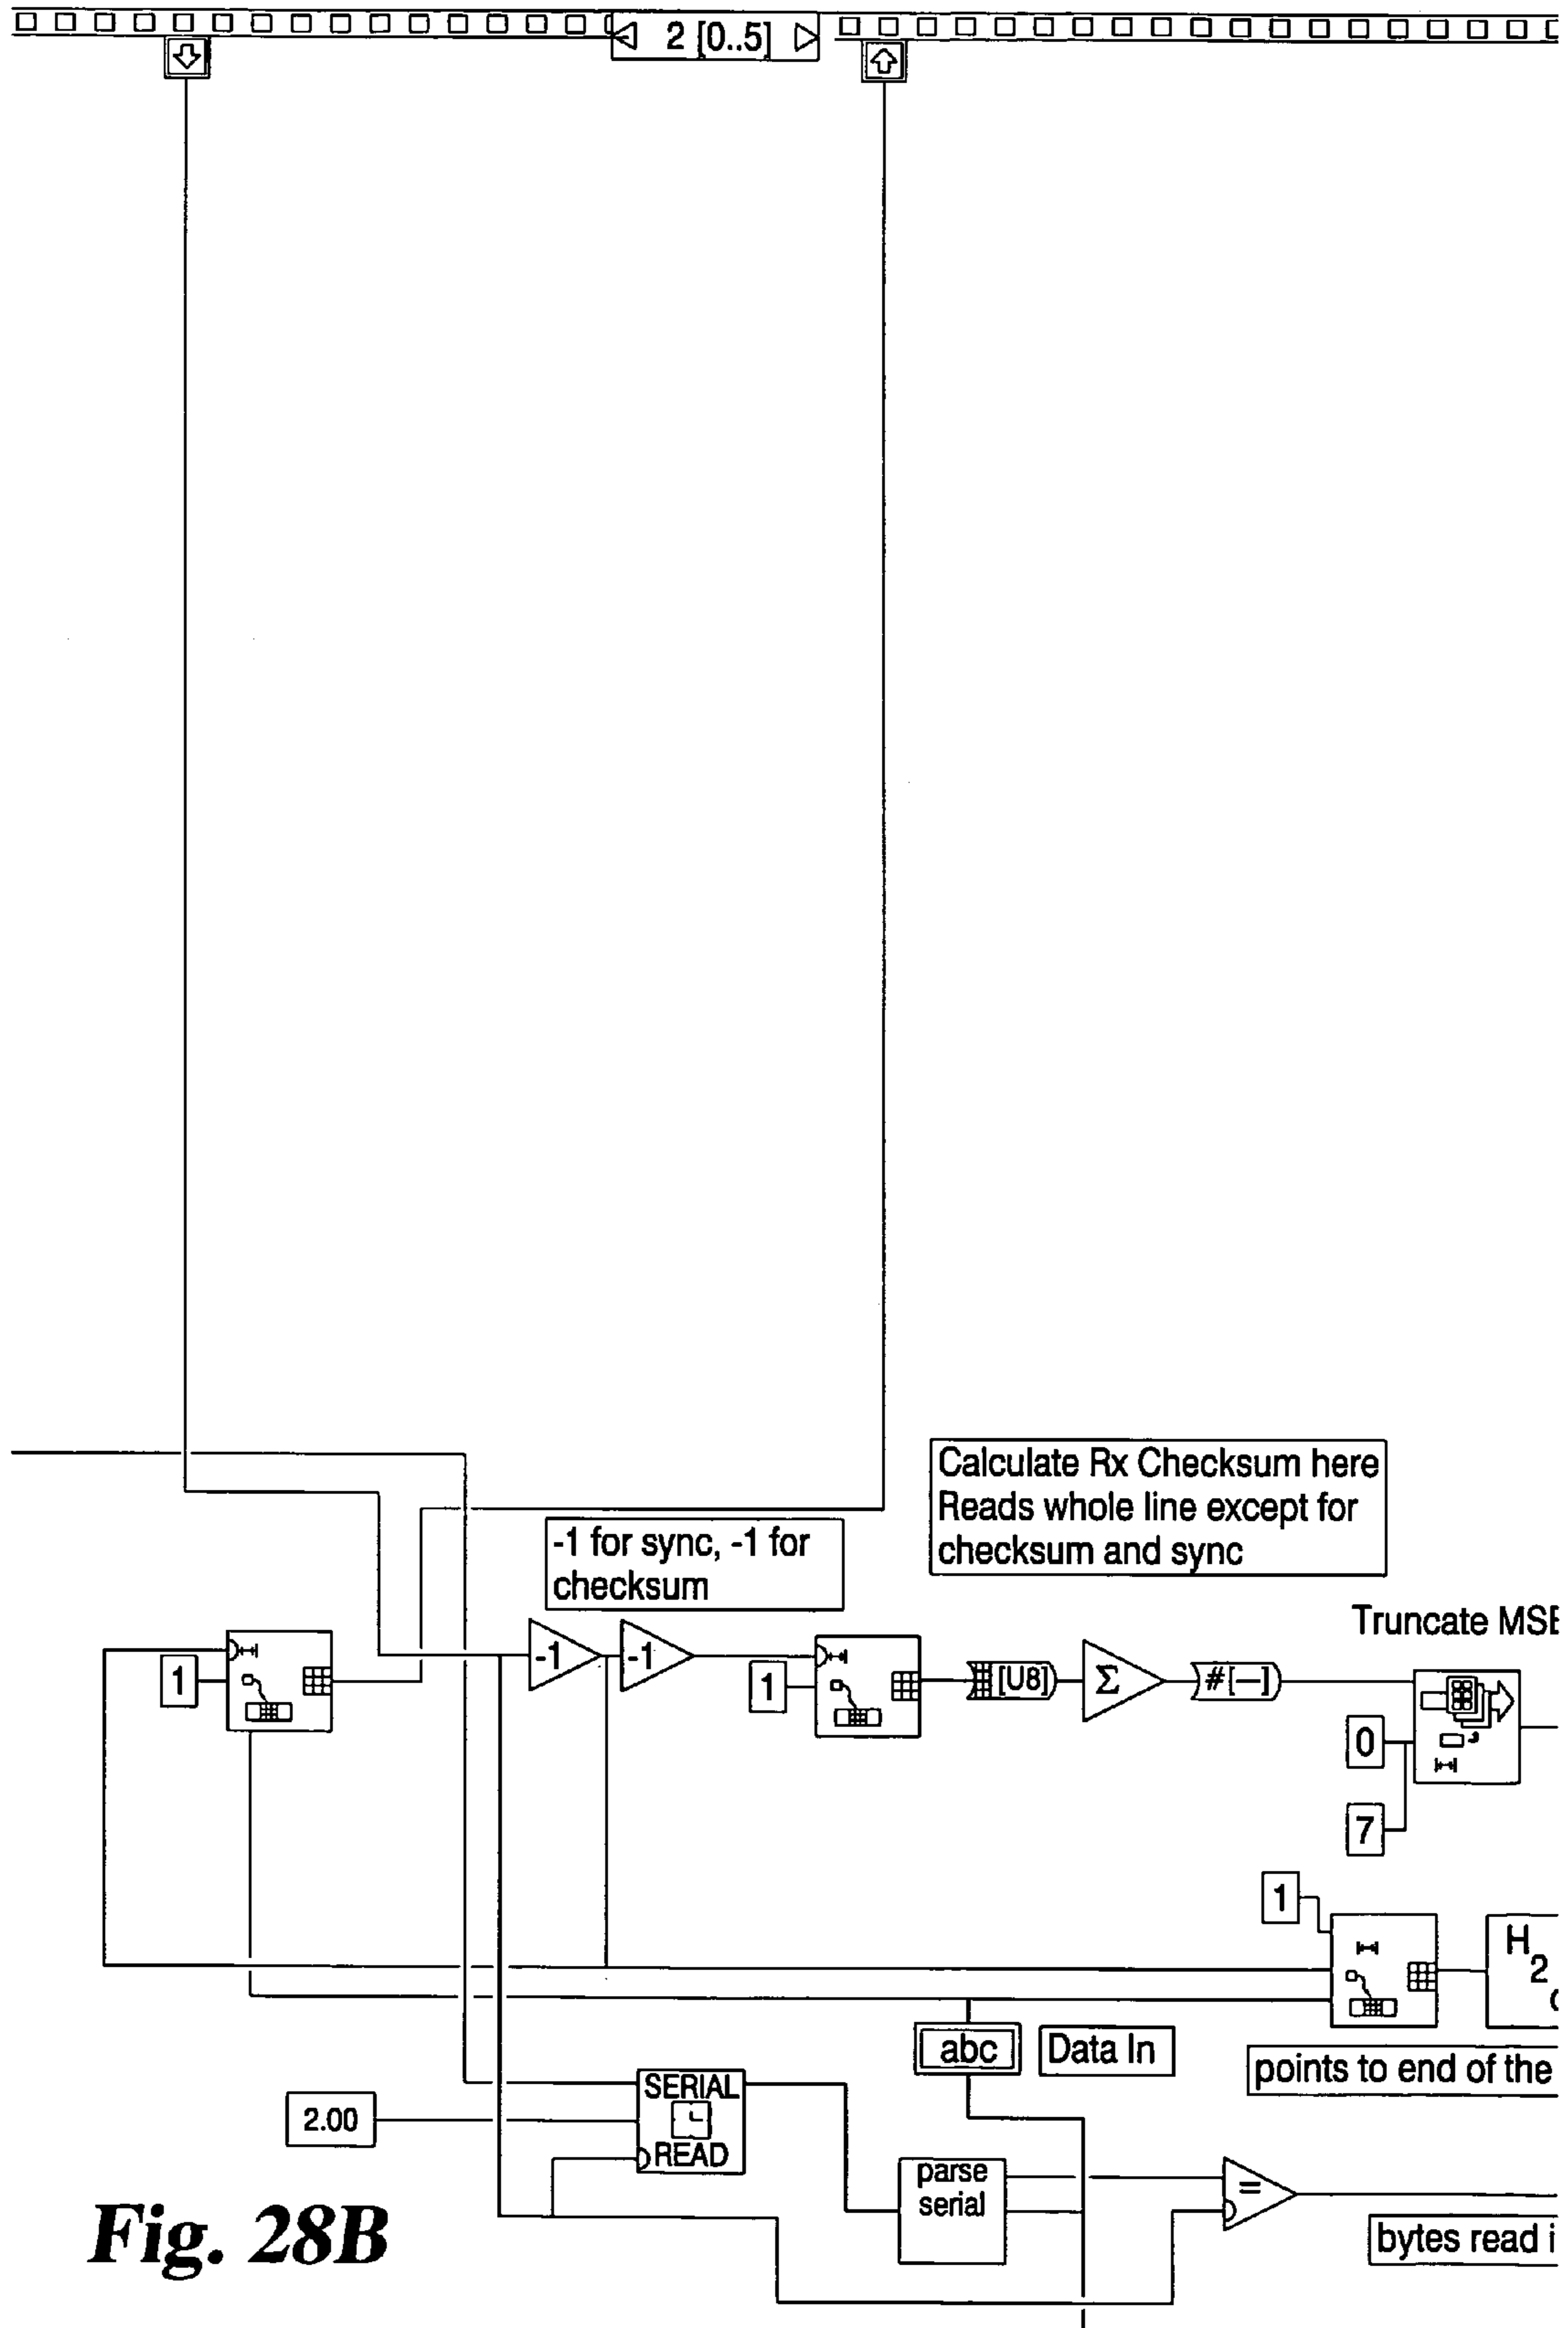 2 [0..5]
Calculate Rx Checksum here
Reads whole line except for
checksum and sync
-1 for sync, -1 for
checksum
Truncate MSB
-1
-1
1
1
[U8]
Σ
#[—]
0
7
1
H
2
abc
Data In
points to end of the
SERIAL
2.00
READ
parse
serial
=
bytes read i
Fig. 28B